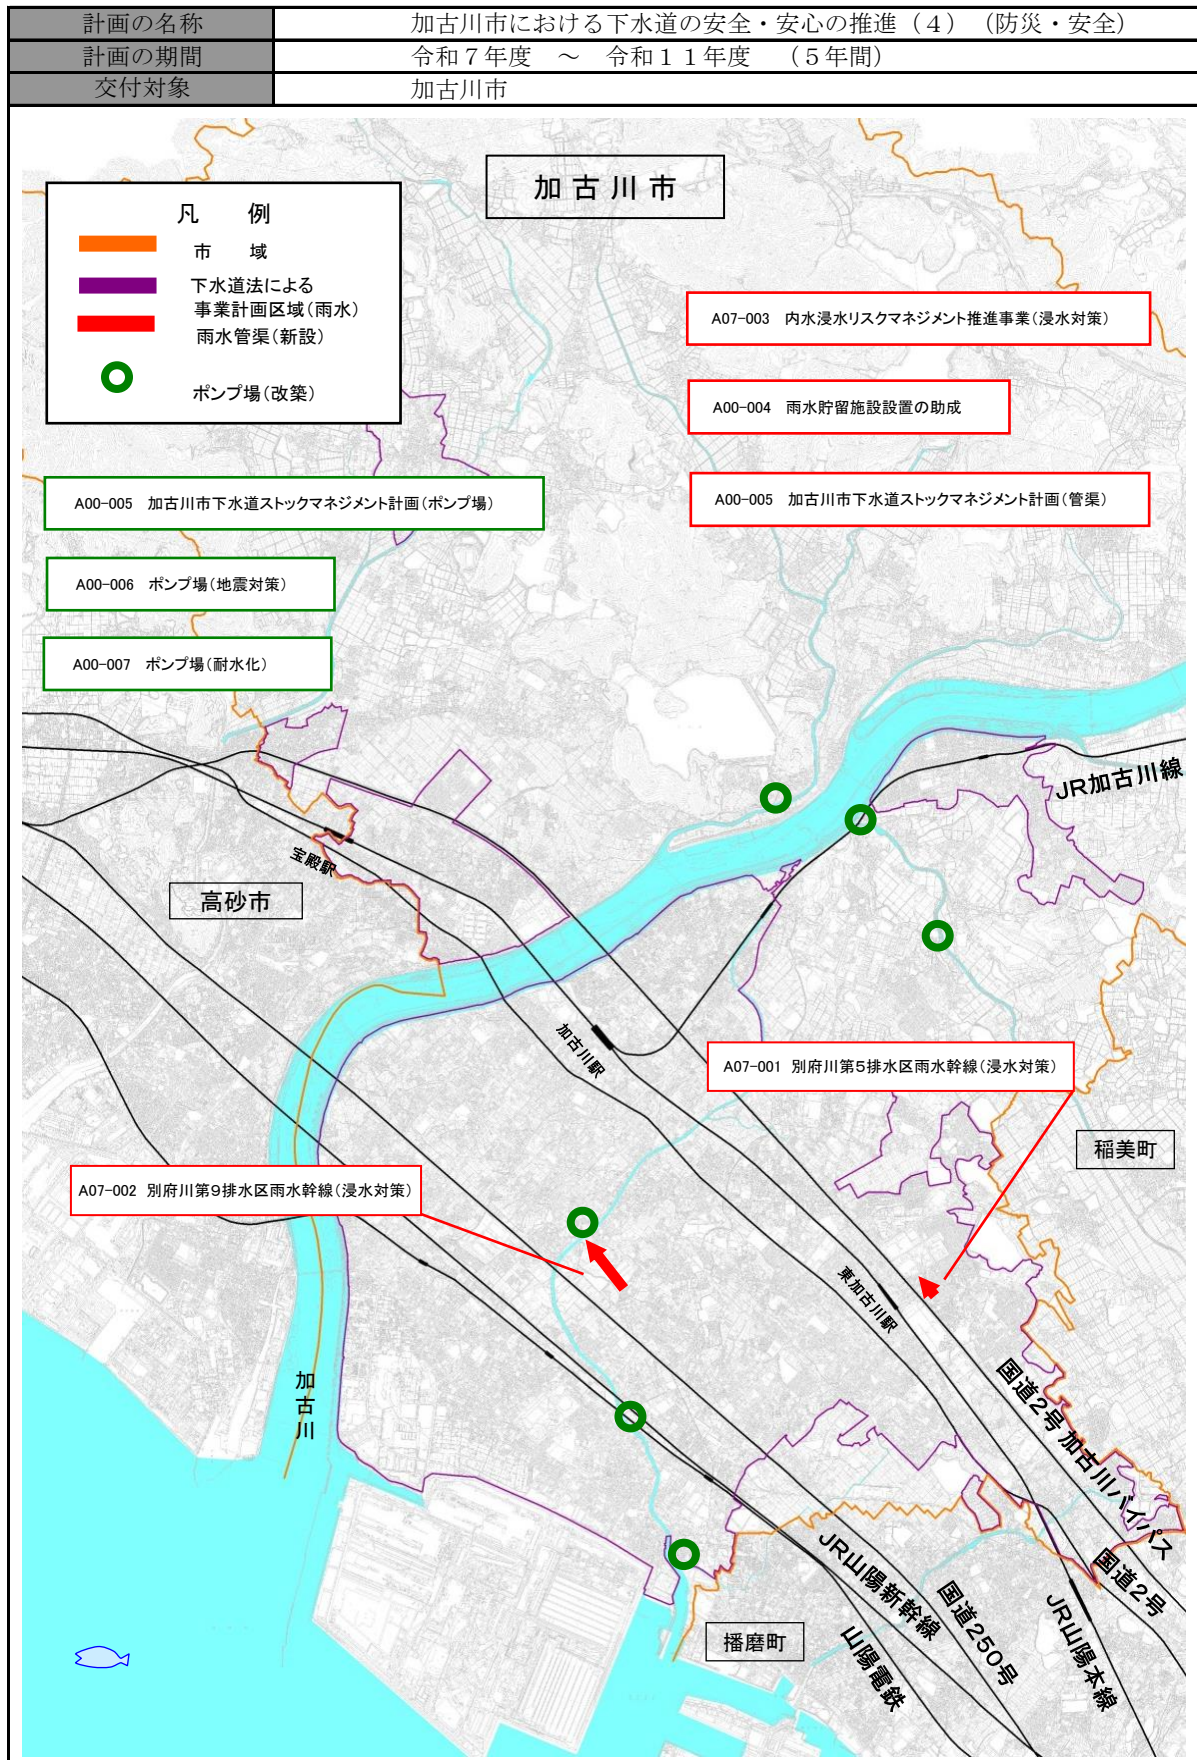 計画の名称 加古川市における下水道の安全・安心の推進（４）（防災・安全）
計画の期間 令和７年度　～　令和１１年度　（５年間）
交付対象 加古川市
加古川市
凡　例
市　域
下水道法による
事業計画区域(雨水)
雨水管渠(新設)
ポンプ場(改築)
A07-003　内水浸水リスクマネジメント推進事業(浸水対策)
A00-004　雨水貯留施設設置の助成
A00-005　加古川市下水道ストックマネジメント計画(ポンプ場)
A00-005　加古川市下水道ストックマネジメント計画(管渠)
A00-006　ポンプ場(地震対策)
A00-007　ポンプ場(耐水化)
JR加古川線
宝殿駅
高砂市
加古川駅
A07-001　別府川第5排水区雨水幹線(浸水対策)
稲美町
A07-002　別府川第9排水区雨水幹線(浸水対策)
東加古川駅
加古川
国道2号 加古川バイパス
国道2号
JR山陽本線
国道250号
JR山陽新幹線
山陽電鉄
播磨町